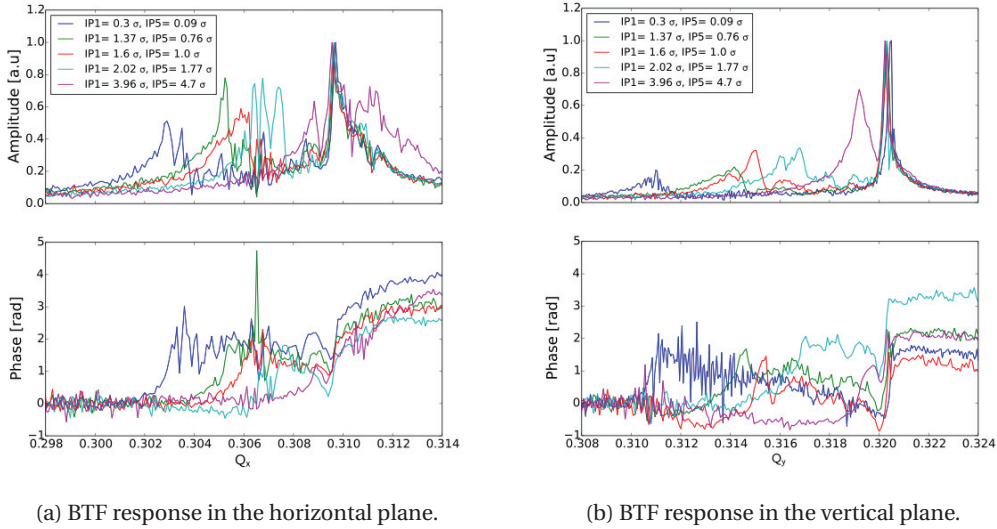 IP1= 0.3 σ, IP5= 0.09 σ
IP1= 1.37 σ, IP5= 0.76 σ
IP1= 1.6 σ, IP5= 1.0 σ
IP1= 2.02 σ, IP5= 1.77 σ
IP1= 3.96 σ, IP5= 4.7 σ
Amplitude [a.u]
1.2
1.0
0.8
0.6
0.4
0.2
0.0
Phase [rad]
5
4
3
2
1
0
−1
0.298 0.300 0.302 0.304 0.306 0.308 0.310 0.312 0.314
Qx
(a) BTF response in the horizontal plane.
IP1= 0.3 σ, IP5= 0.09 σ
IP1= 1.37 σ, IP5= 0.76 σ
IP1= 1.6 σ, IP5= 1.0 σ
IP1= 2.02 σ, IP5= 1.77 σ
IP1= 3.96 σ, IP5= 4.7 σ
Amplitude [a.u]
1.2
1.0
0.8
0.6
0.4
0.2
0.0
Phase [rad]
5
4
3
2
1
0
−1
0.308 0.310 0.312 0.314 0.316 0.318 0.320 0.322 0.324
Qy
(b) BTF response in the vertical plane.